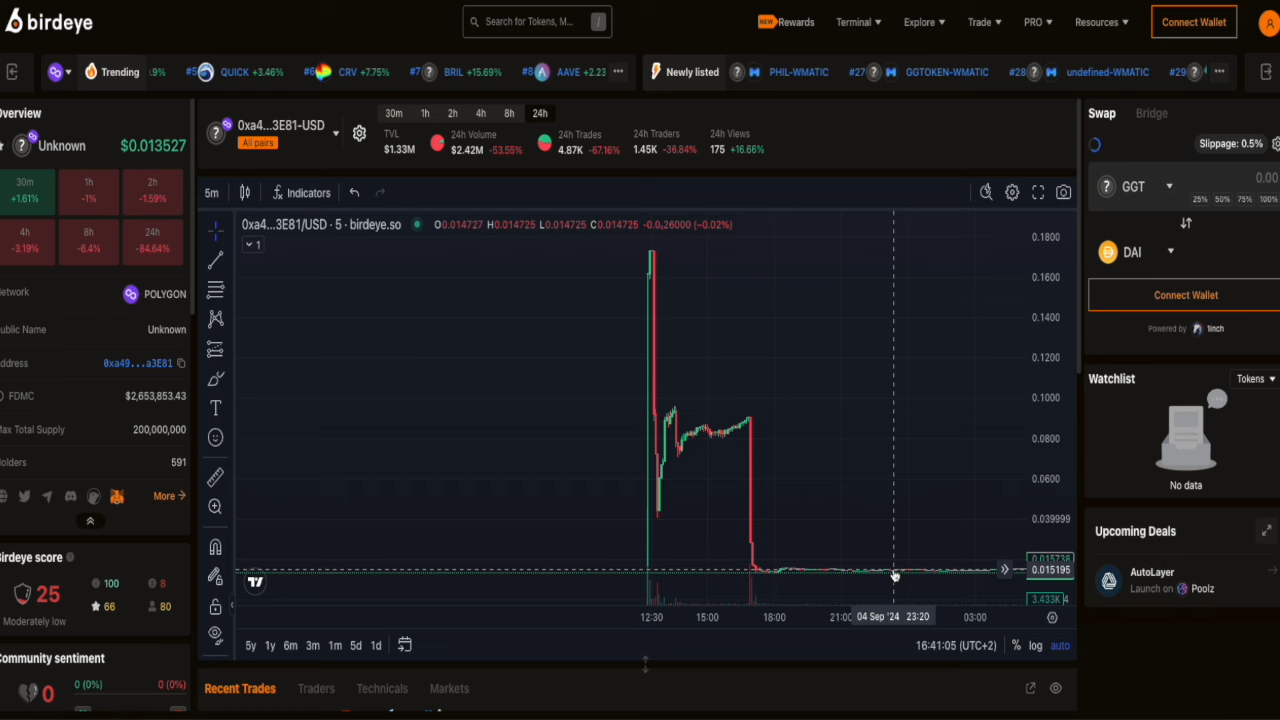 birdeye
Search for Tokens, M... /
NEW Rewards Terminal Explore Trade PRO Resources Connect Wallet
Trending .9% #5 QUICK +3.46% #6 CRV +7.75% #7 BRIL +15.69% #8 AAVE +2.23 ...
Newly listed PHIL-WMATIC #27 GGTOKEN-WMATIC #28 undefined-WMATIC #29 ...
Overview
Unknown $0.013527
30m 1h 2h
+1.61% -1% -1.59%
4h 8h 24h
-3.19% -6.4% -84.64%
etwork POLYGON
ublic Name Unknown
ddress 0xa49...a3E81
FDMC $2,653,853.43
Max Total Supply 200,000,000
olders 591
More
Birdeye score
25 100 8
66 80
Moderately low
Community sentiment
0 0 (0%) 0 (0%)
0xa4...3E81-USD
All pairs
30m 1h 2h 4h 8h 24h
TVL 24h Volume 24h Trades 24h Traders 24h Views
$1.33M $2.42M -53.55% 4.87K -67.16% 1.45K -36.84% 175 +16.66%
5m Indicators
0xa4...3E81/USD · 5 · birdeye.so O0.014727 H0.014725 L0.014725 C0.014725 -0.0₄26000 (−0.02%)
1
0.1800
0.1600
0.1400
0.1200
0.1000
0.0800
0.0600
0.039999
0.015738
0.015195
3.433K
12:30 15:00 18:00 21:00 04 Sep '24 23:20 03:00
5y 1y 6m 3m 1m 5d 1d 16:41:05 (UTC+2) % log auto
Recent Trades Traders Technicals Markets
Swap Bridge
Slippage: 0.5%
GGT 0.00
25% 50% 75% 100%
DAI
Connect Wallet
Powered by 1inch
Watchlist Tokens
No data
Upcoming Deals
AutoLayer
Launch on Poolz